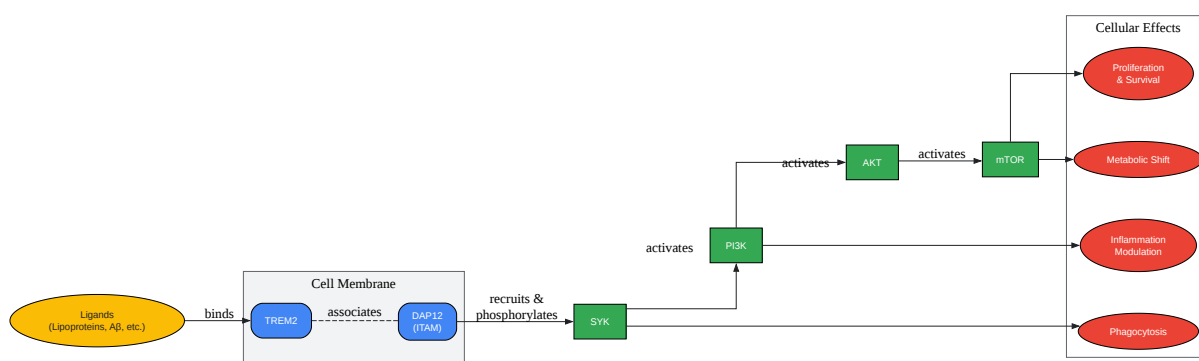 Cellular Effects
Proliferation
& Survival
activates
AKT
activates
mTOR
Metabolic Shift
activates
PI3K
Inflammation
Modulation
Cell Membrane
Ligands
(Lipoproteins, Aβ, etc.)
binds
TREM2
associates
DAP12
(ITAM)
recruits &
phosphorylates
SYK
Phagocytosis